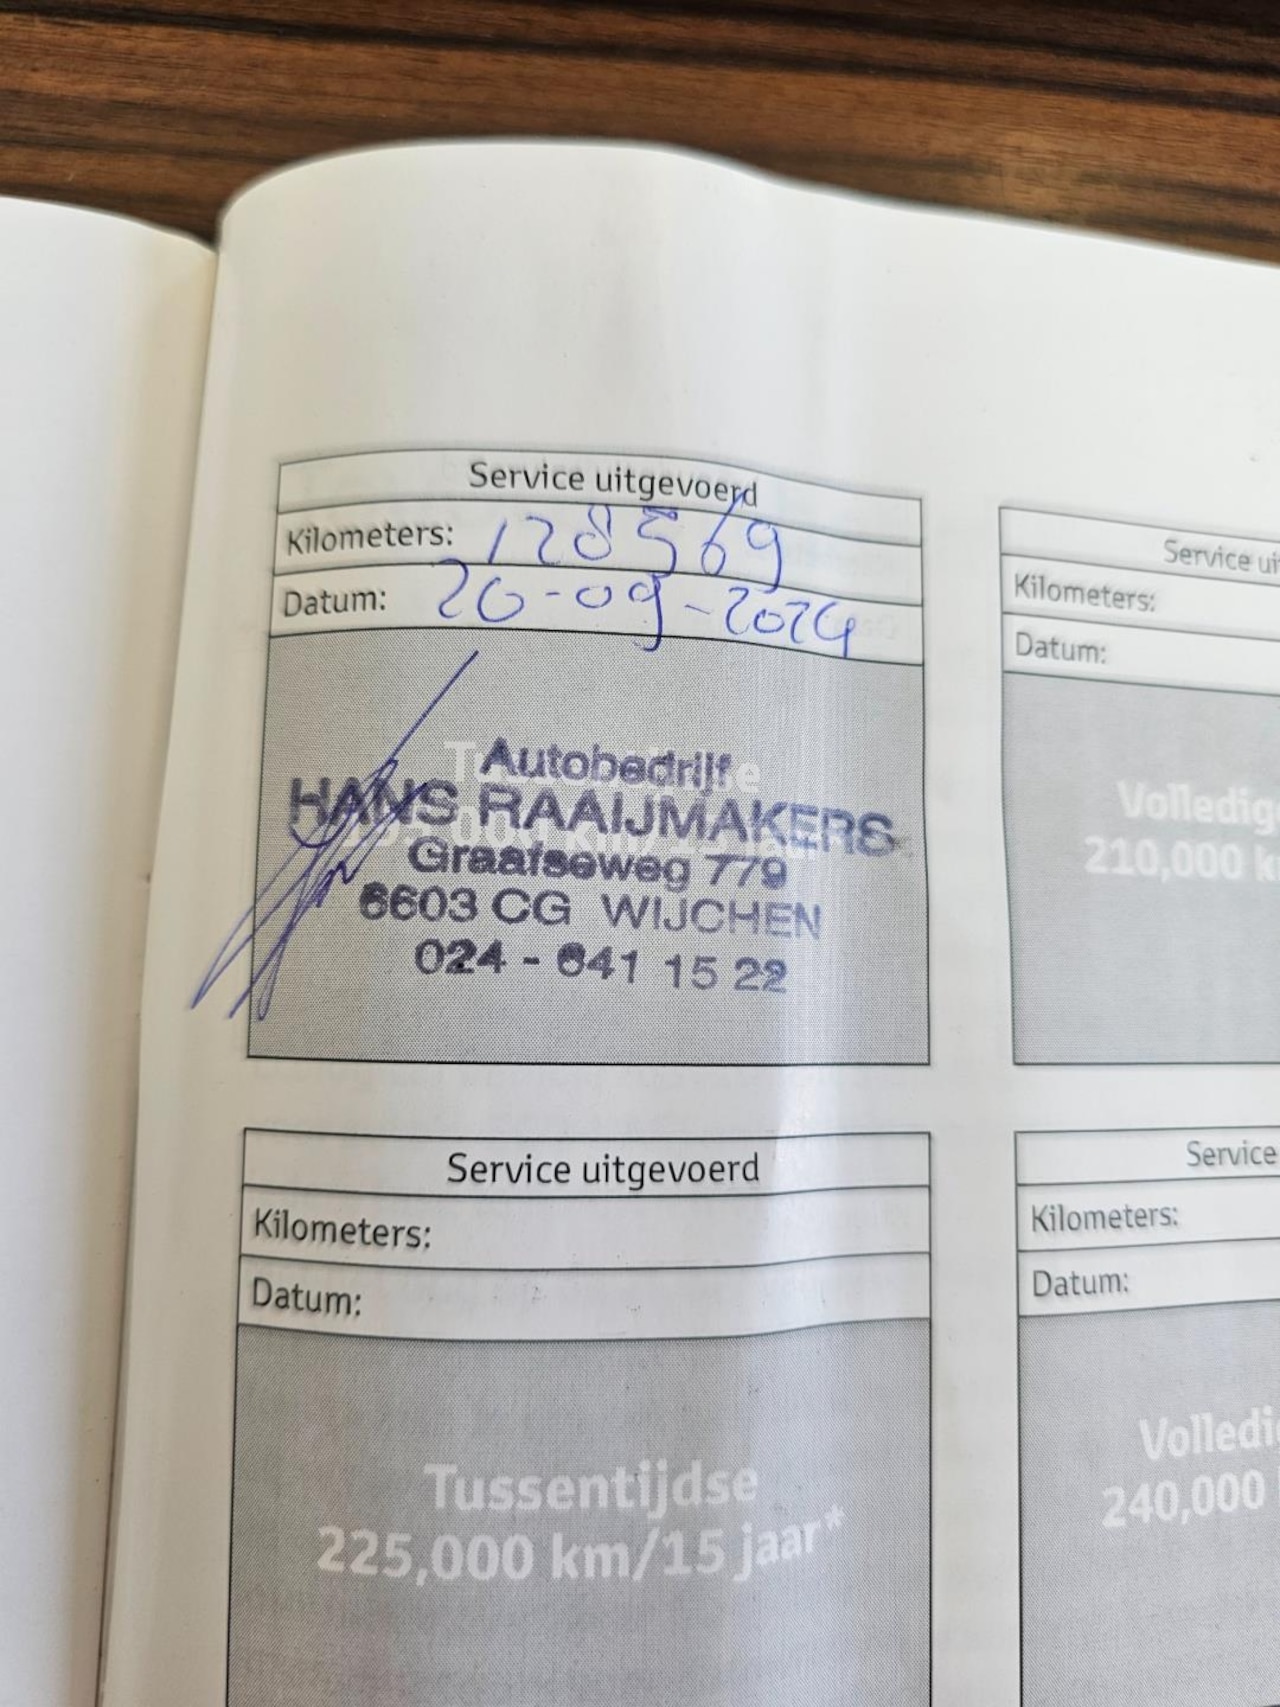 Service uitgevoerd
Kilometers: 128569
Datum: 20-09-2024
Autobedrijf
HANS RAAIJMAKERS
Graafseweg 779
6603 CG WIJCHEN
024 - 641 15 22
Service ui
Kilometers:
Datum:
Volledig
210,000 k
Service uitgevoerd
Kilometers:
Datum:
Tussentijdse
225,000 km/15 jaar*
Service
Kilometers:
Datum:
Volledi
240,000